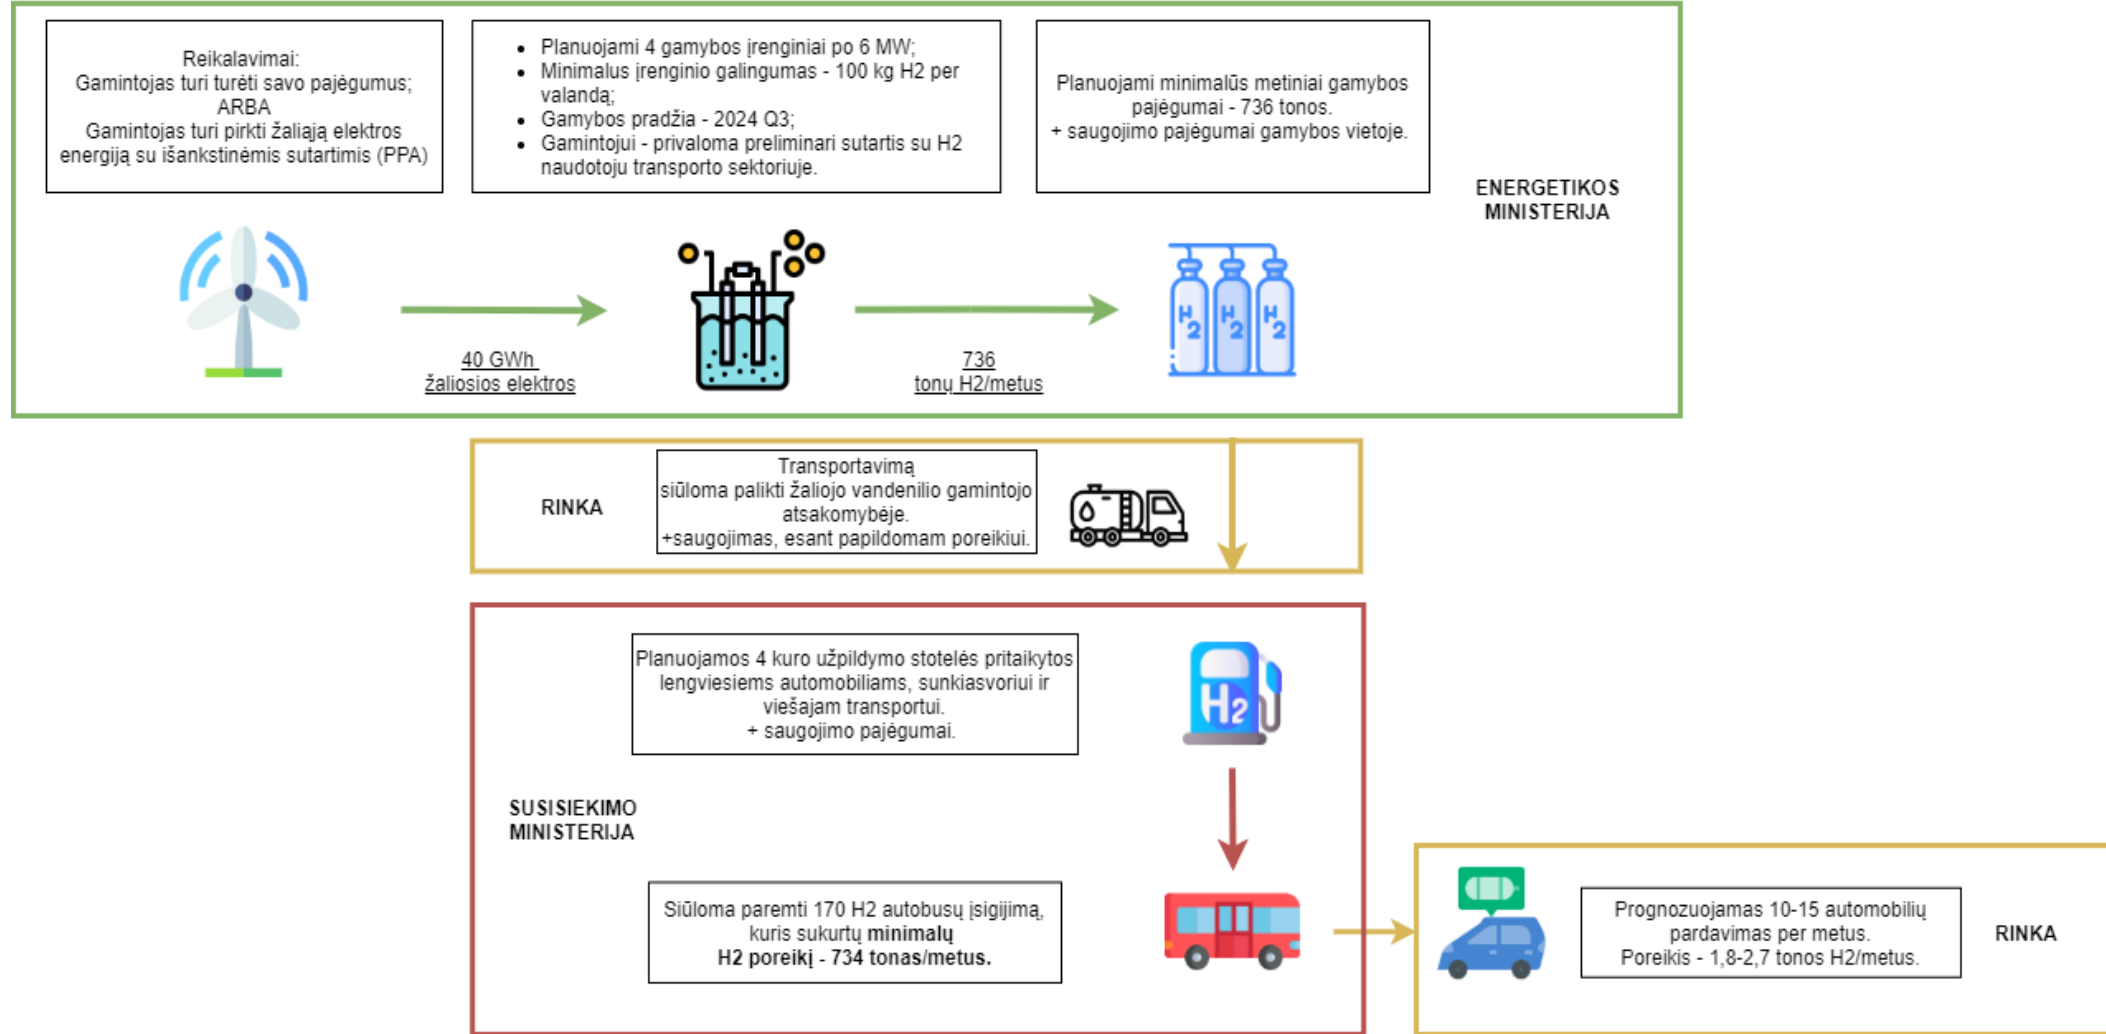 Reikalavimai:
Gamintojas turi turėti savo pajėgumus;
ARBA
Gamintojas turi pirkti žaliąją elektros
energiją su išankstinėmis sutartimis (PPA)
• Planuojami 4 gamybos įrenginiai po 6 MW;
• Minimalus įrenginio galingumas - 100 kg H2 per
valandą;
• Gamybos pradžia - 2024 Q3;
• Gamintojui - privaloma preliminari sutartis su H2
naudotoju transporto sektoriuje.
Planuojami minimalūs metiniai gamybos
pajėgumai - 736 tonos.
+ saugojimo pajėgumai gamybos vietoje.
ENERGETIKOS
MINISTERIJA
40 GWh
žaliosios elektros
736
tonų H2/metus
H2
H2
H2
RINKA
Transportavimą
siūloma palikti žaliojo vandenilio gamintojo
atsakomybėje.
+saugojimas, esant papildomam poreikiui.
Planuojamos 4 kuro užpildymo stotelės pritaikytos
lengviesiems automobiliams, sunkiasvoriui ir
viešajam transportui.
+ saugojimo pajėgumai.
H2
SUSISIEKIMO
MINISTERIJA
Siūloma paremti 170 H2 autobusų įsigijimą,
kuris sukurtų minimalų
H2 poreikį - 734 tonas/metus.
Prognozuojamas 10-15 automobilių
pardavimas per metus.
Poreikis - 1,8-2,7 tonos H2/metus.
RINKA